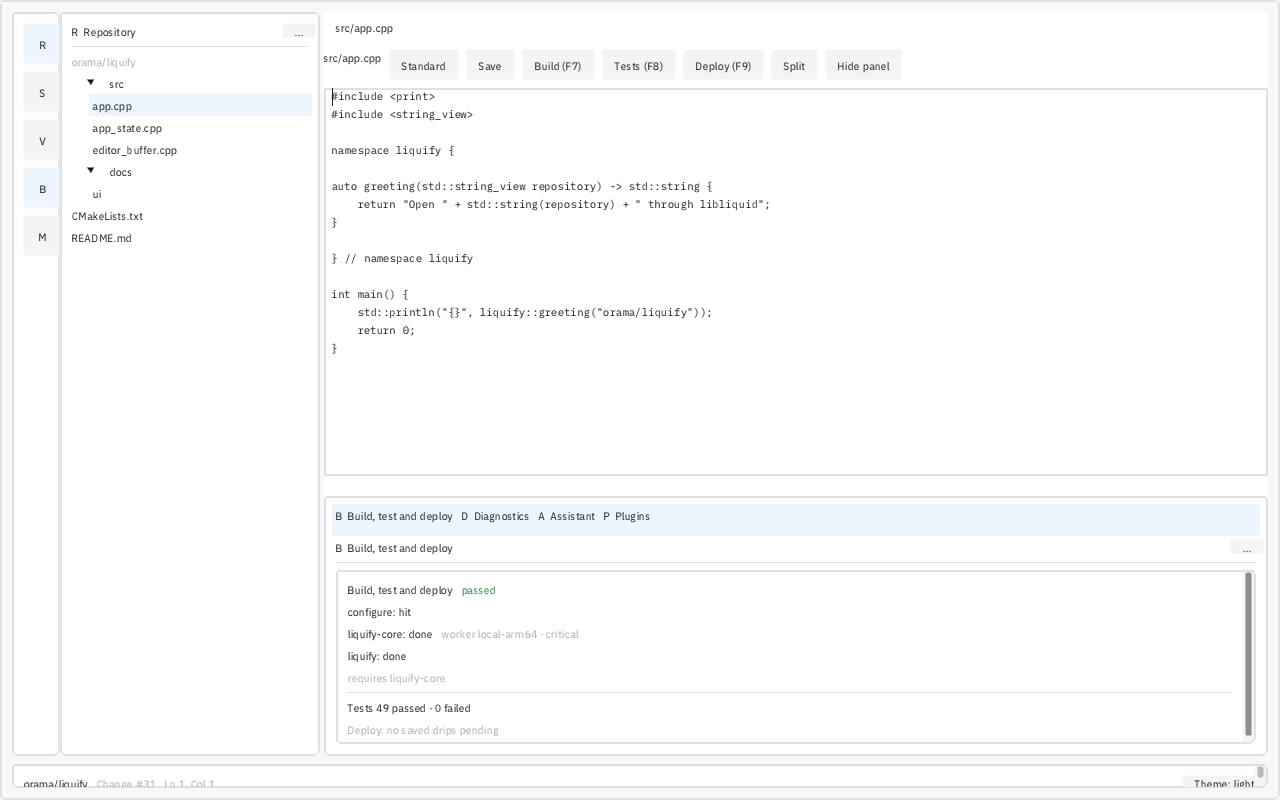 R
S
V
B
M
R Repository ...
orama/liquify
src
app.cpp
app_state.cpp
editor_buffer.cpp
docs
ui
CMakeLists.txt
README.md
src/app.cpp
src/app.cpp Standard Save Build (F7) Tests (F8) Deploy (F9) Split Hide panel
#include <print>
#include <string_view>
namespace liquify {
auto greeting(std::string_view repository) -> std::string {
    return "Open " + std::string(repository) + " through libliquid";
}
} // namespace liquify
int main() {
    std::println("{}", liquify::greeting("orama/liquify"));
    return 0;
}
B Build, test and deploy D Diagnostics A Assistant P Plugins
B Build, test and deploy ...
Build, test and deploy passed
configure: hit
liquify-core: done worker local-arm64 · critical
liquify: done
requires liquify-core
Tests 49 passed · 0 failed
Deploy: no saved drips pending
orama/liquify Change #31 Ln 1, Col 1 Theme: light